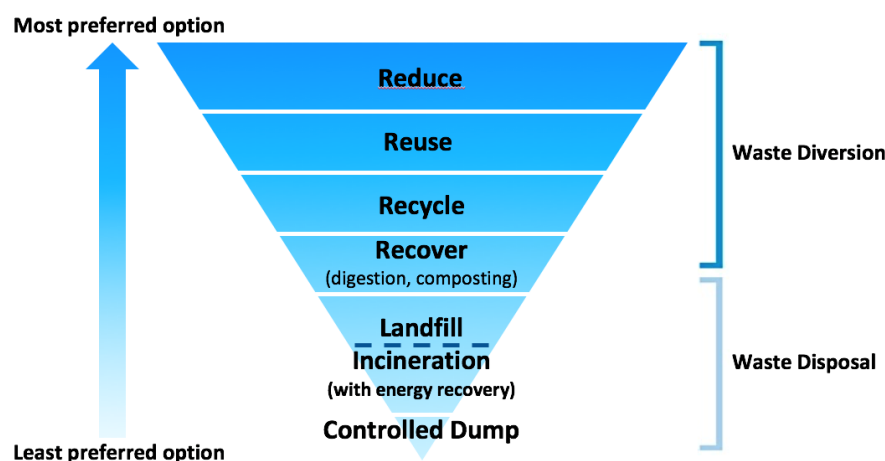 Most preferred option
Reduce
Reuse
Waste Diversion
Recycle
Recover
(digestion, composting)
Landfill
Incineration
(with energy recovery)
Waste Disposal
Controlled Dump
Least preferred option